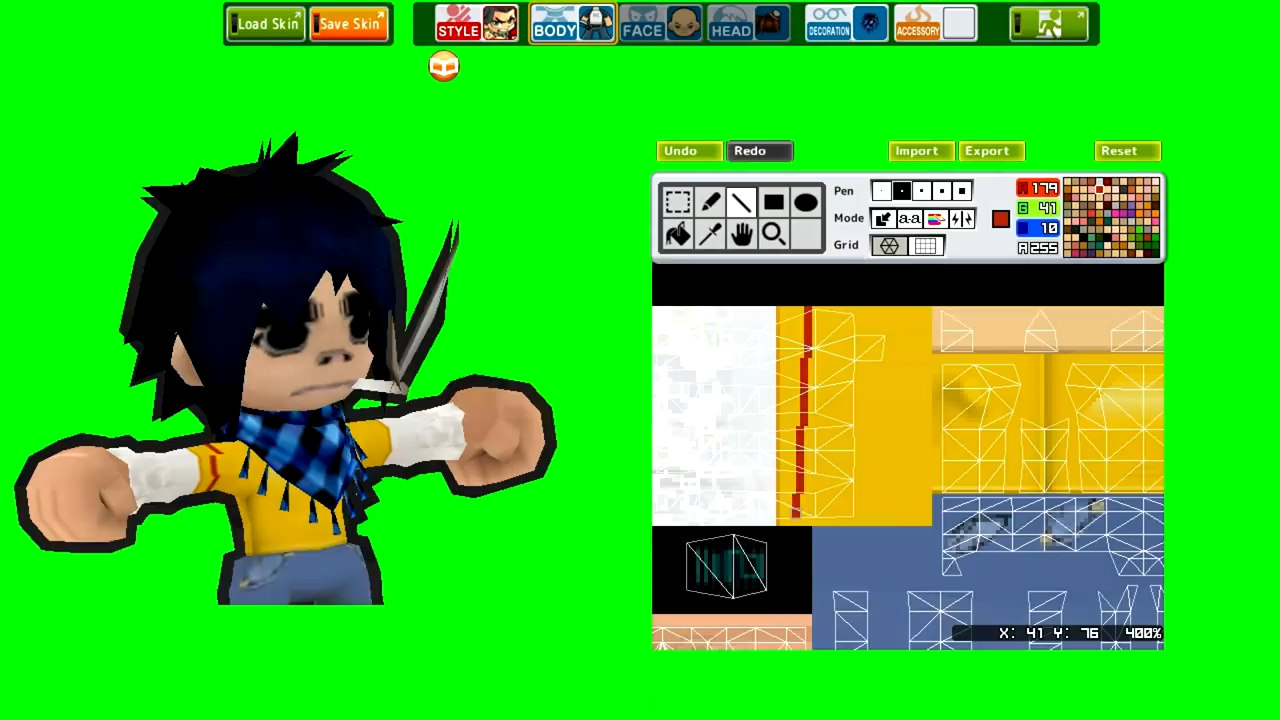 Load Skin
Save Skin
STYLE
BODY
FACE
HEAD
DECORATION
ACCESSORY
Undo
Redo
Import
Export
Reset
Pen
R 179
Mode
a-a
G 41
B 10
Grid
A 255
X: 41 Y: 76 400%